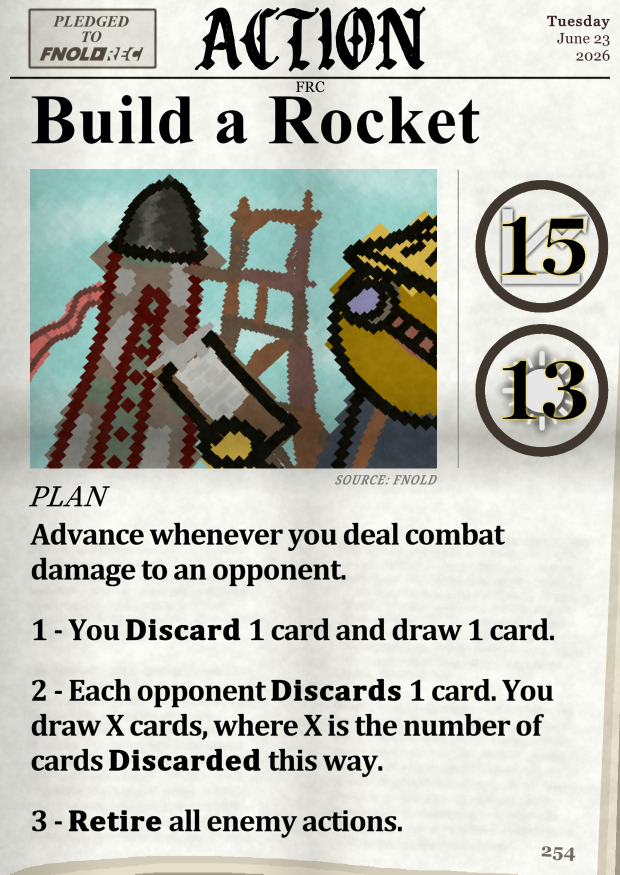 PLEDGED
TO
FNOLD REC
ACTION
Tuesday
June 23
2026
FRC
Build a Rocket
15
13
SOURCE: FNOLD
PLAN
Advance whenever you deal combat
damage to an opponent.
1 - You Discard 1 card and draw 1 card.
2 - Each opponent Discards 1 card. You
draw X cards, where X is the number of
cards Discarded this way.
3 - Retire all enemy actions.
254